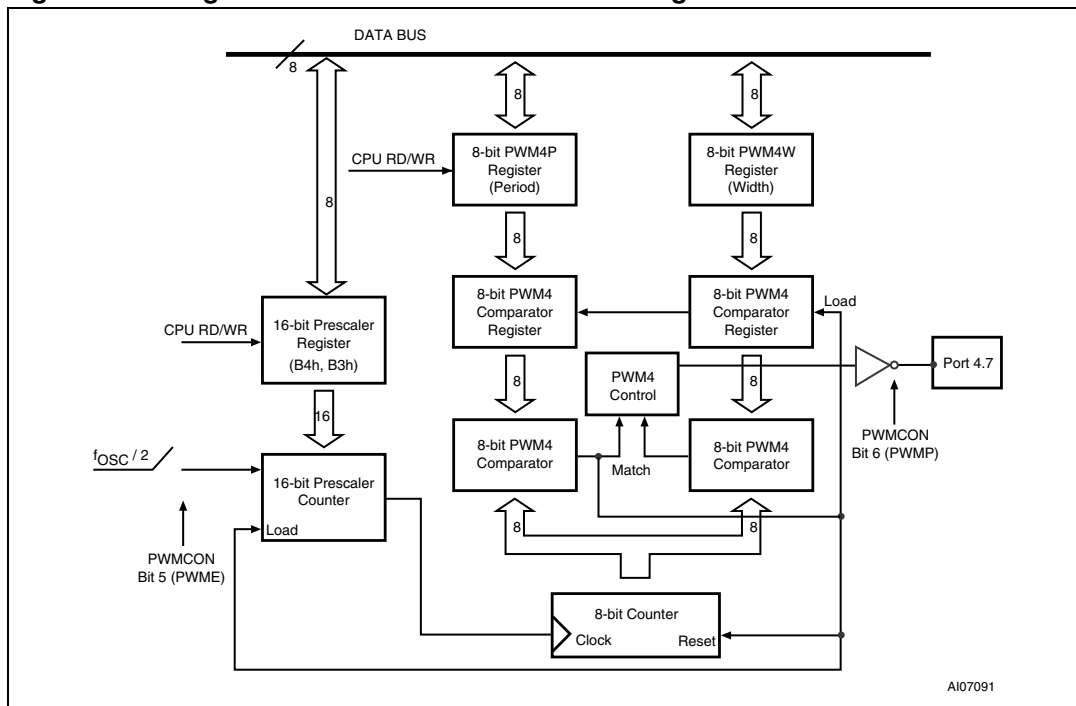 DATA BUS
8
8
8
CPU RD/WR
8-bit PWM4P
Register
(Period)
8-bit PWM4W
Register
(Width)
8
8
8
CPU RD/WR
16-bit Prescaler
Register
(B4h, B3h)
8-bit PWM4
Comparator
Register
8-bit PWM4
Comparator
Register
Load
8
PWM4
Control
8
Port 4.7
16
PWMCON
Bit 6 (PWMP)
fOSC / 2
16-bit Prescaler
Counter
Load
8-bit PWM4
Comparator
Match
8-bit PWM4
Comparator
8
8
PWMCON
Bit 5 (PWME)
8-bit Counter
Clock
Reset
AI07091